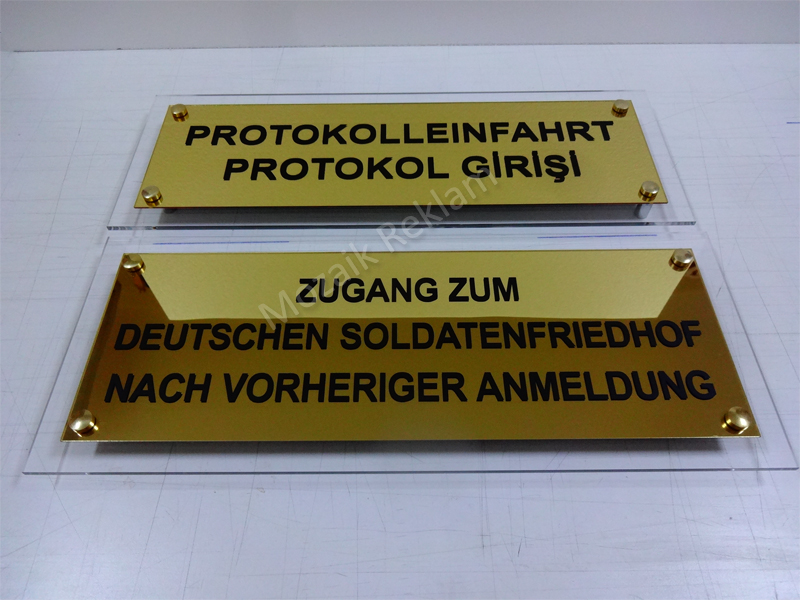 PROTOKOLLEINFAHRT
PROTOKOL GİRİŞİ
ZUGANG ZUM
DEUTSCHEN SOLDATENFRIEDHOF
NACH VORHERIGER ANMELDUNG
Mozaik Reklam